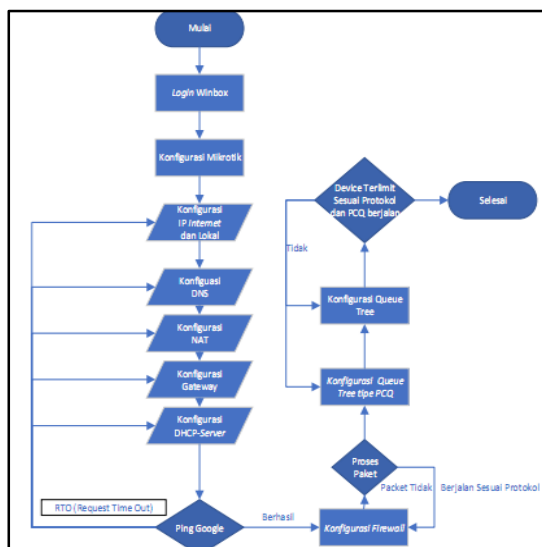 Mulai
Login Winbox
Konfigurasi Mikrotik
Konfigurasi
IP Internet
dan Lokal
Konfiguasi
DNS
Konfigurasi
NAT
Konfigurasi
Gateway
Konfigurasi
DHCP-Server
RTO (Request Time Out)
Ping Google
Berhasil
Konfigurasi Firewall
Proses
Paket
Packet Tidak
Berjalan Sesuai Protokol
Konfigurasi Queue
Tree tipe PCQ
Konfigurasi Queue
Tree
Tidak
Device Terlimit
Sesuai Protokol
dan PCQ berjalan
Selesai